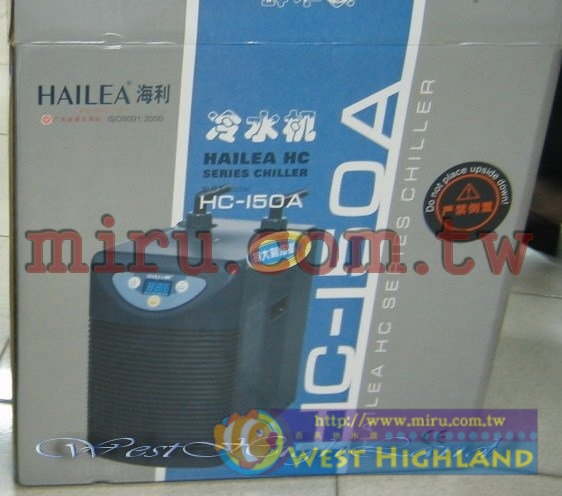 HAILEA® 海利
ISO9001:2000
冷水机
HAILEA HC
SERIES CHILLER
HC-150A
HAILEA
Do not place upside down!
严禁倒置
HC-150A
HAILEA HC SERIES CHILLER
miru.com.tw
http://www.miru.com.tw
WEST HIGHLAND